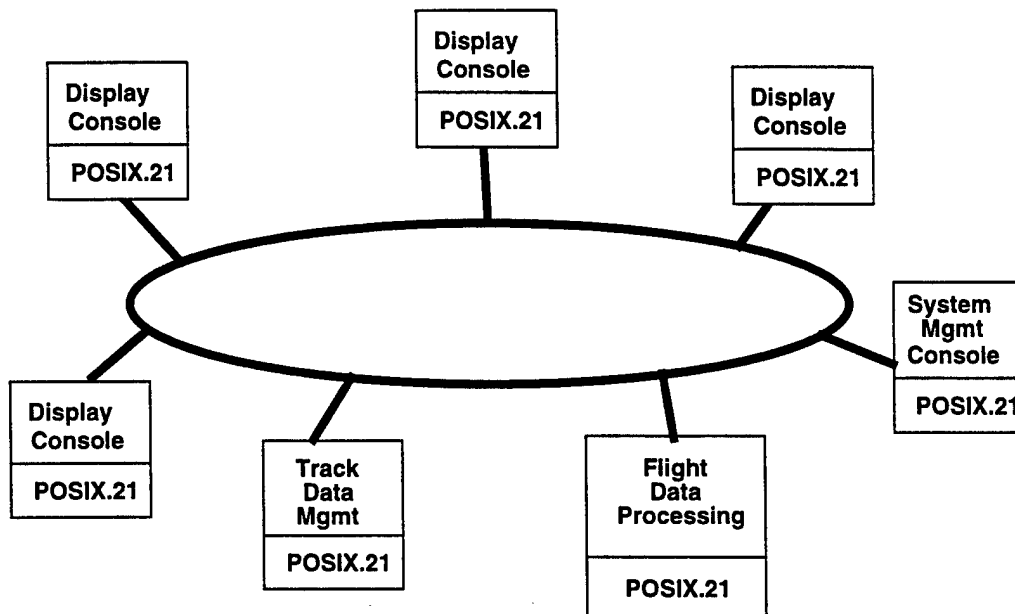 Display
Console
POSIX.21
Display
Console
POSIX.21
Display
Console
POSIX.21
System
Mgmt
Console
POSIX.21
Display
Console
POSIX.21
Track
Data
Mgmt
POSIX.21
Flight
Data
Processing
POSIX.21